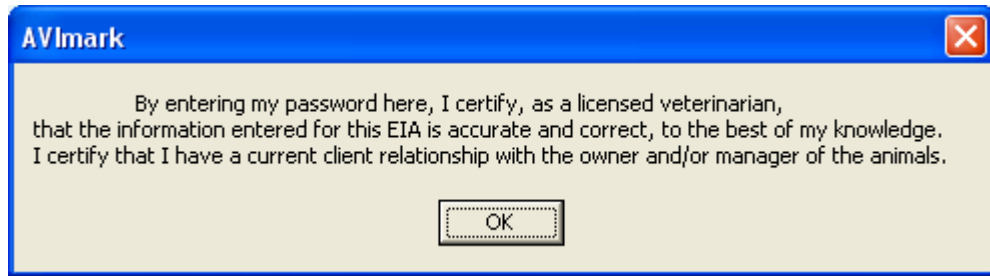 AVImark
By entering my password here, I certify, as a licensed veterinarian,
that the information entered for this EIA is accurate and correct, to the best of my knowledge.
I certify that I have a current client relationship with the owner and/or manager of the animals.
OK